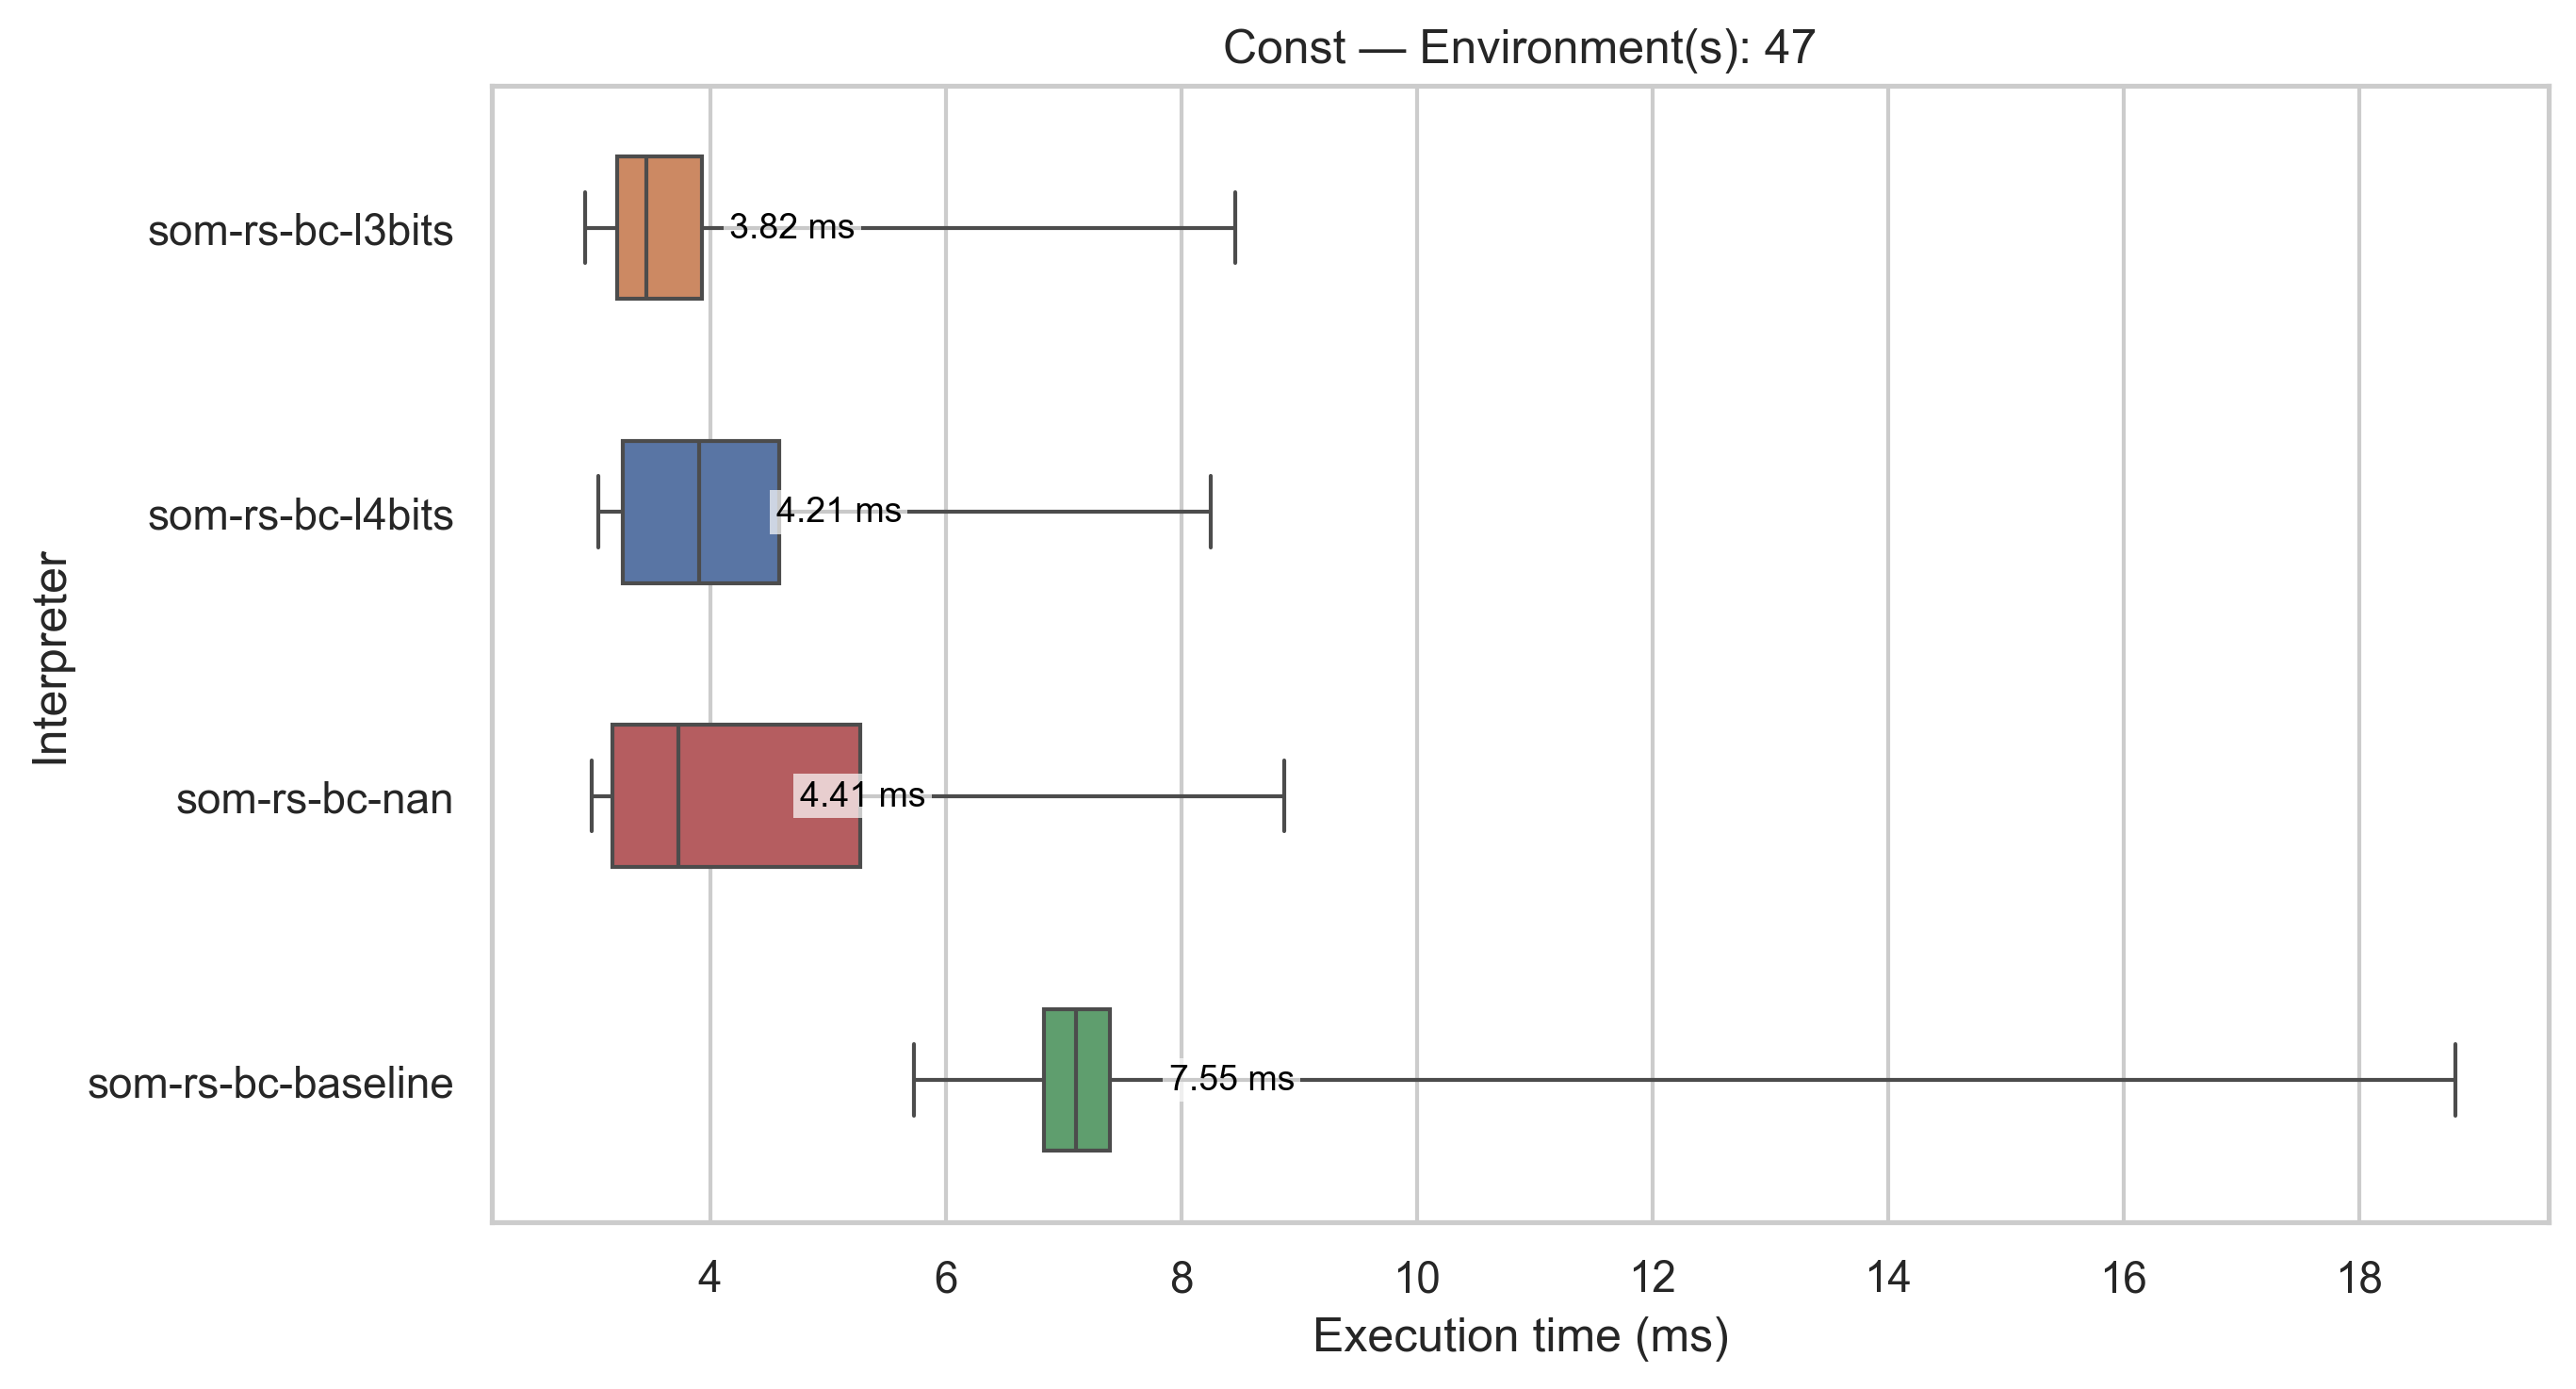 Const — Environment(s): 47
Interpreter
som-rs-bc-l3bits
3.82 ms
som-rs-bc-l4bits
4.21 ms
som-rs-bc-nan
4.41 ms
som-rs-bc-baseline
7.55 ms
4 6 8 10 12 14 16 18
Execution time (ms)